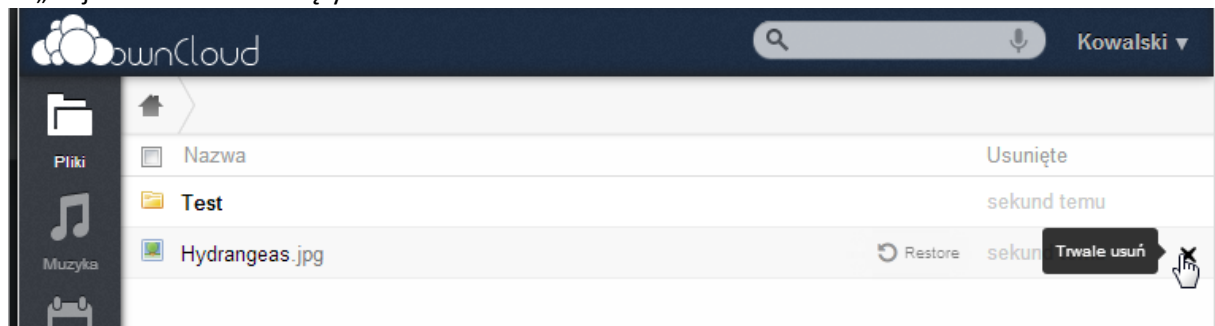 ownCloud
Kowalski ▾
Pliki
Nazwa
Usunięte
Test
sekund temu
Muzyka
Hydrangeas.jpg
Restore
sekun
Trwale usuń